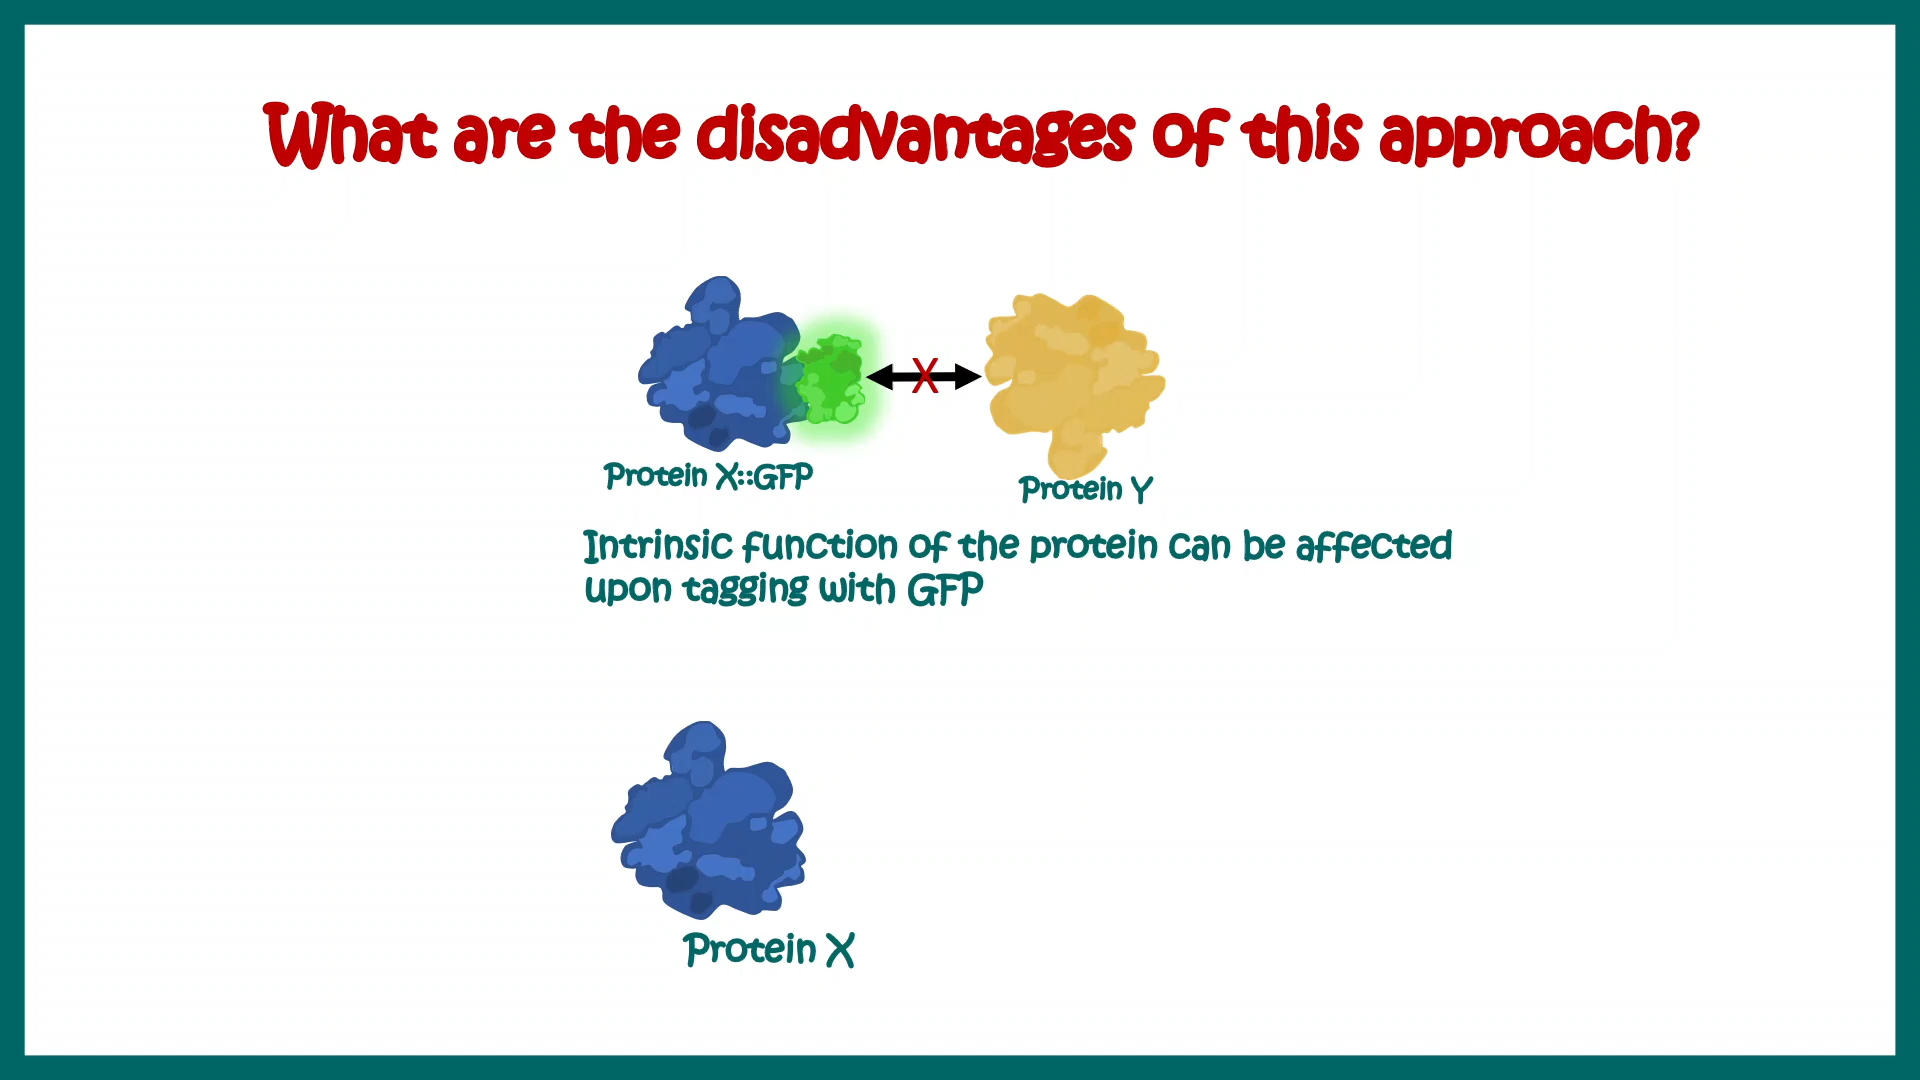 What are the disadvantages of this approach?
X
Protein X::GFP
Protein Y
Intrinsic function of the protein can be affected
upon tagging with GFP
Protein X